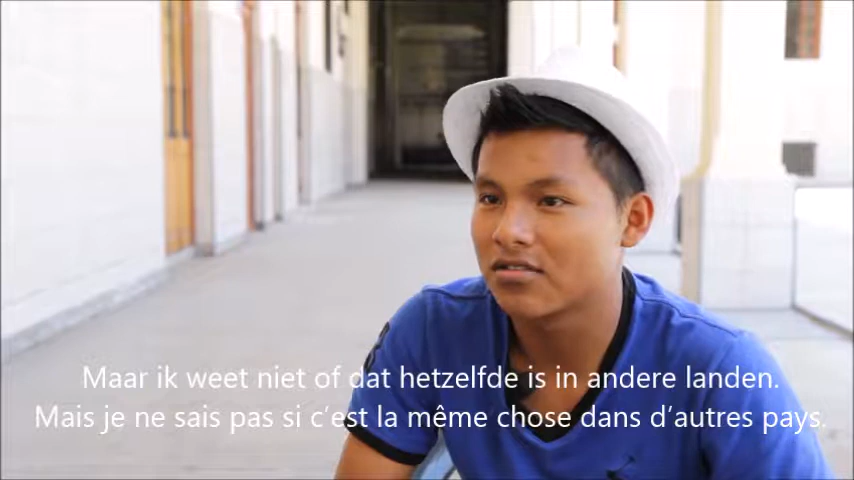 Maar ik weet niet of dat hetzelfde is in andere landen.
Mais je ne sais pas si c’est la même chose dans d’autres pays.